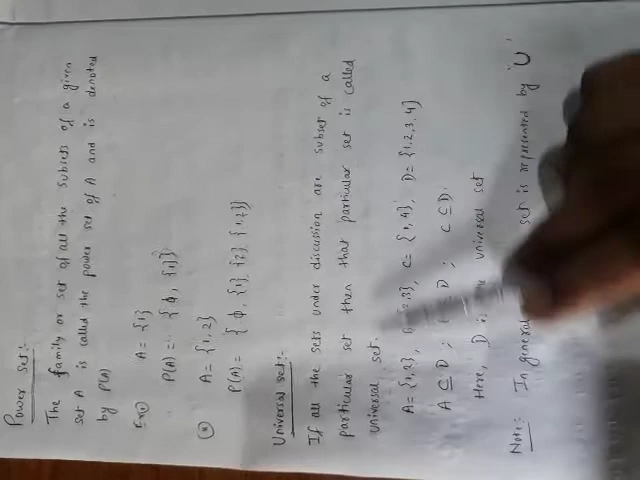 Power set:-
The family or set of all the subsets of a given
set A is called the power set of A and is denoted
by P(A)
Ex① A = {1}
P(A) = {ϕ, {1}}
② A = {1,2}
P(A) = {ϕ, {1} {2} {1,2}}
Universal set:-
If all the sets under discussion are subset of a
particular set then that particular set is called
universal set.
A = {1,2}, 3}, C = {1,4}, D = {1,2,3,4}
A ⊆ D ; D ; C ⊆ D.
Here, D universal set
Note:- In general set is represented by 'U'